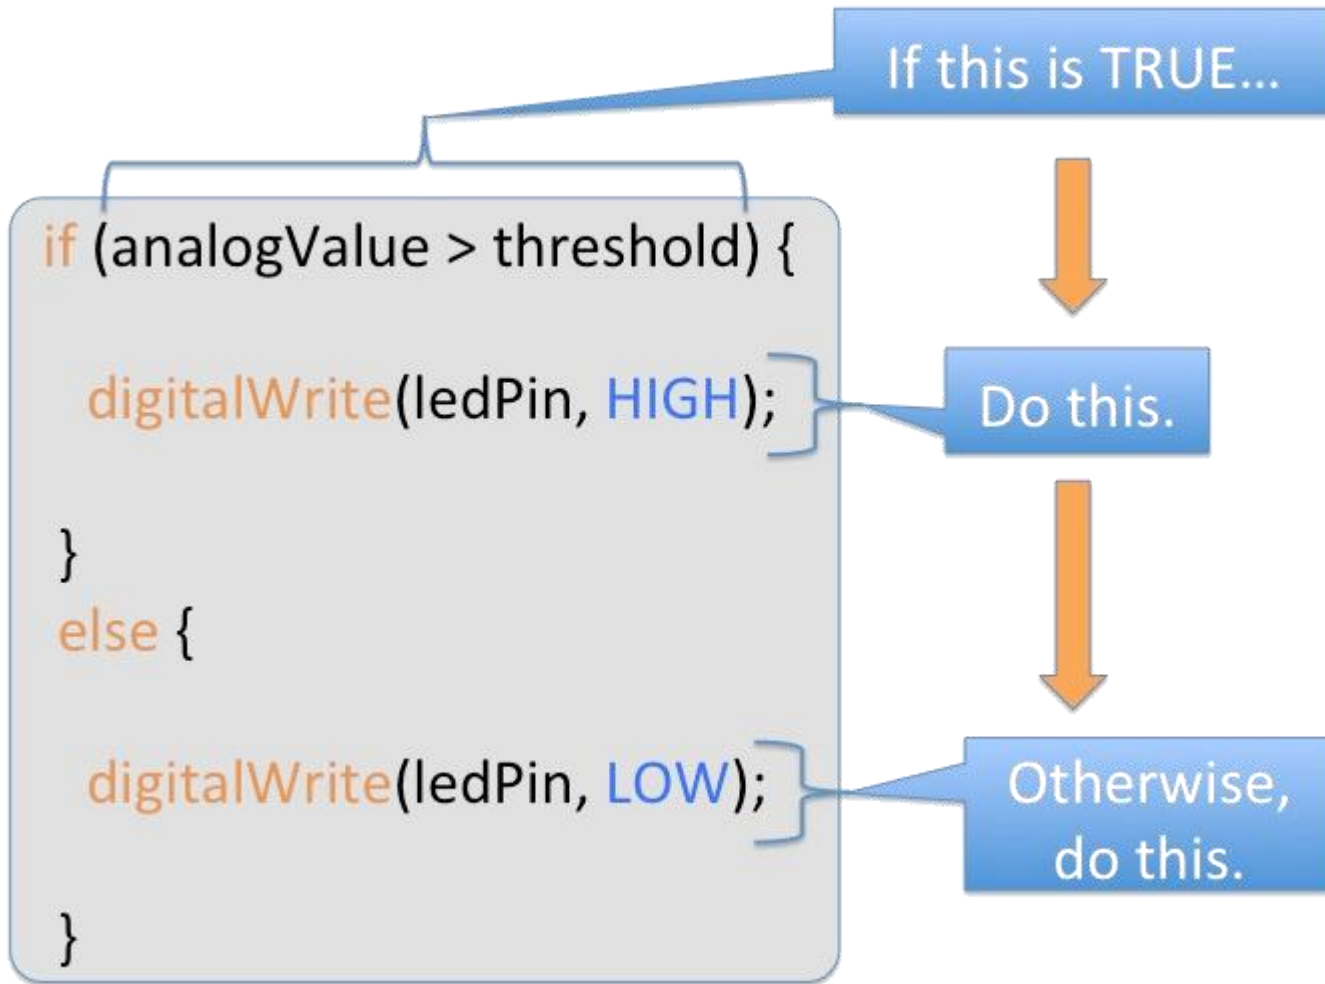 If this is TRUE...
if (analogValue > threshold) {
digitalWrite(ledPin, HIGH);
Do this.
}
else {
digitalWrite(ledPin, LOW);
Otherwise,
do this.
}